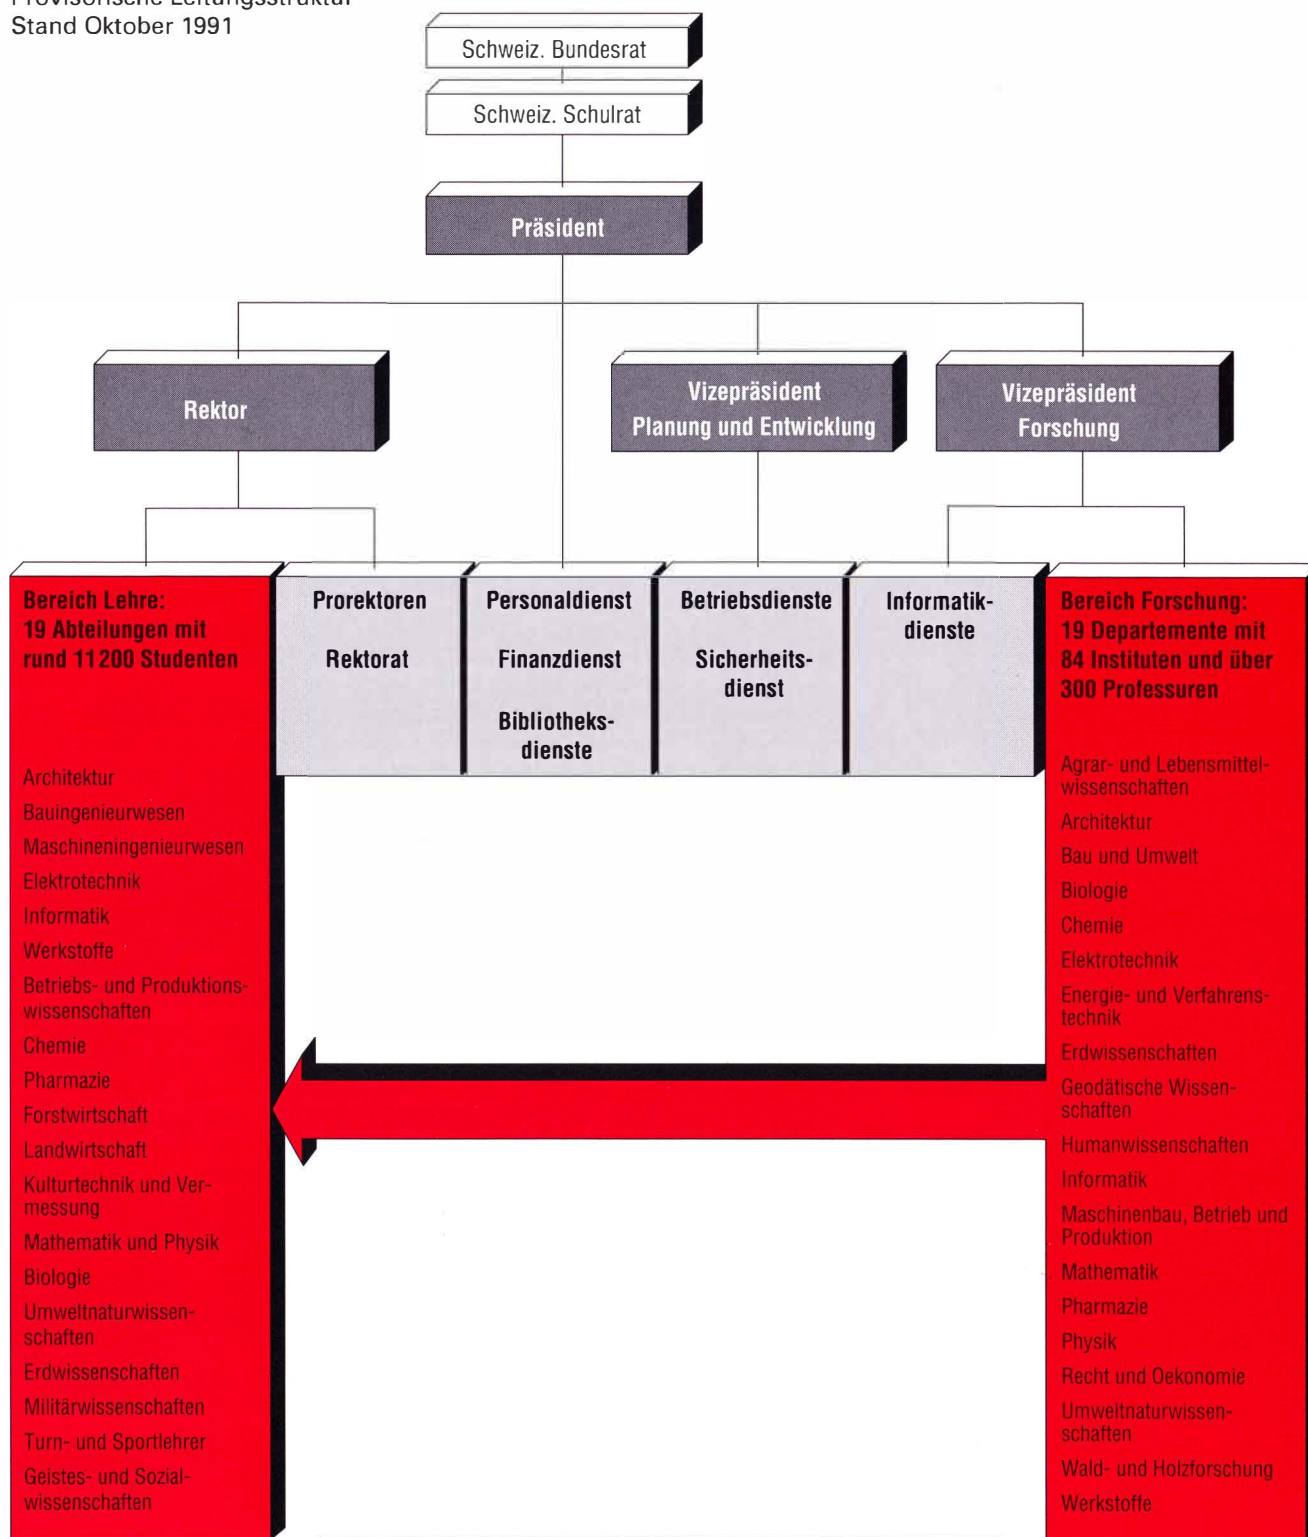 Provisorische Leitungsstruktur
Stand Oktober 1991
Schweiz. Bundesrat
Schweiz. Schulrat
Präsident
Rektor
Vizepräsident
Planung und Entwicklung
Vizepräsident
Forschung
Bereich Lehre:
19 Abteilungen mit
rund 11200 Studenten
Architektur
Bauingenieurwesen
Maschineningenieurwesen
Elektrotechnik
Informatik
Werkstoffe
Betriebs- und Produktions-
wissenschaften
Chemie
Pharmazie
Forstwirtschaft
Landwirtschaft
Kulturtechnik und Ver-
messung
Mathematik und Physik
Biologie
Umweltnaturwissen-
schaften
Erdwissenschaften
Militärwissenschaften
Turn- und Sportlehrer
Geistes- und Sozial-
wissenschaften
Prorektoren
Rektorat
Personaldienst
Finanzdienst
Bibliotheks-
dienste
Betriebsdienste
Sicherheits-
dienst
Informatik-
dienste
Bereich Forschung:
19 Departemente mit
84 Instituten und über
300 Professuren
Agrar- und Lebensmittel-
wissenschaften
Architektur
Bau und Umwelt
Biologie
Chemie
Elektrotechnik
Energie- und Verfahrens-
technik
Erdwissenschaften
Geodätische Wissen-
schaften
Humanwissenschaften
Informatik
Maschinenbau, Betrieb und
Produktion
Mathematik
Pharmazie
Physik
Recht und Oekonomie
Umweltnaturwissen-
schaften
Wald- und Holzforschung
Werkstoffe